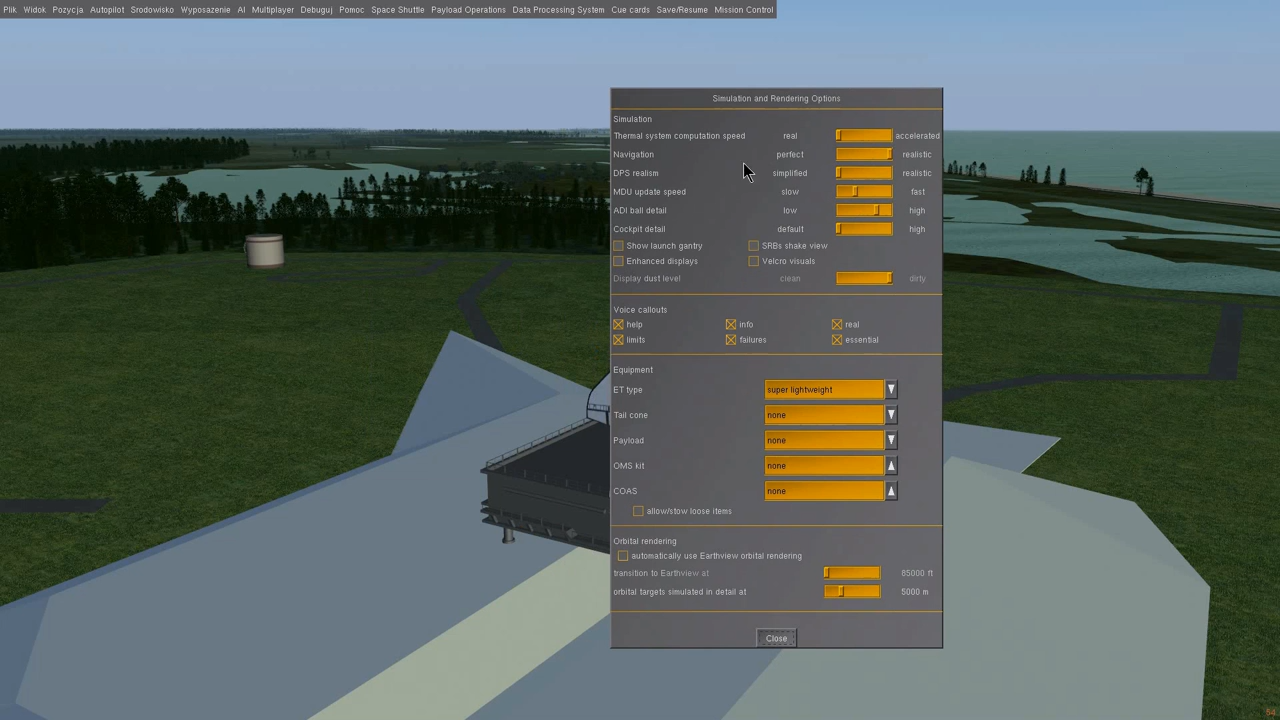 Plik Widok Pozycja Autopilot Srodowisko Wyposazenie AI Multiplayer Debuguj Pomoc Space Shuttle Payload Operations Data Processing System Cue cards Save/Resume Mission Control
Simulation and Rendering Options
Simulation
Thermal system computation speed real accelerated
Navigation perfect realistic
DPS realism simplified realistic
MDU update speed slow fast
ADI ball detail low high
Cockpit detail default high
Show launch gantry SRBs shake view
Enhanced displays Velcro visuals
Display dust level clean dirty
Voice callouts
help info real
limits failures essential
Equipment
ET type super lightweight
Tail cone none
Payload none
OMS kit none
COAS none
allow/stow loose items
Orbital rendering
automatically use Earthview orbital rendering
transition to Earthview at 85000 ft
orbital targets simulated in detail at 5000 m
Close
54